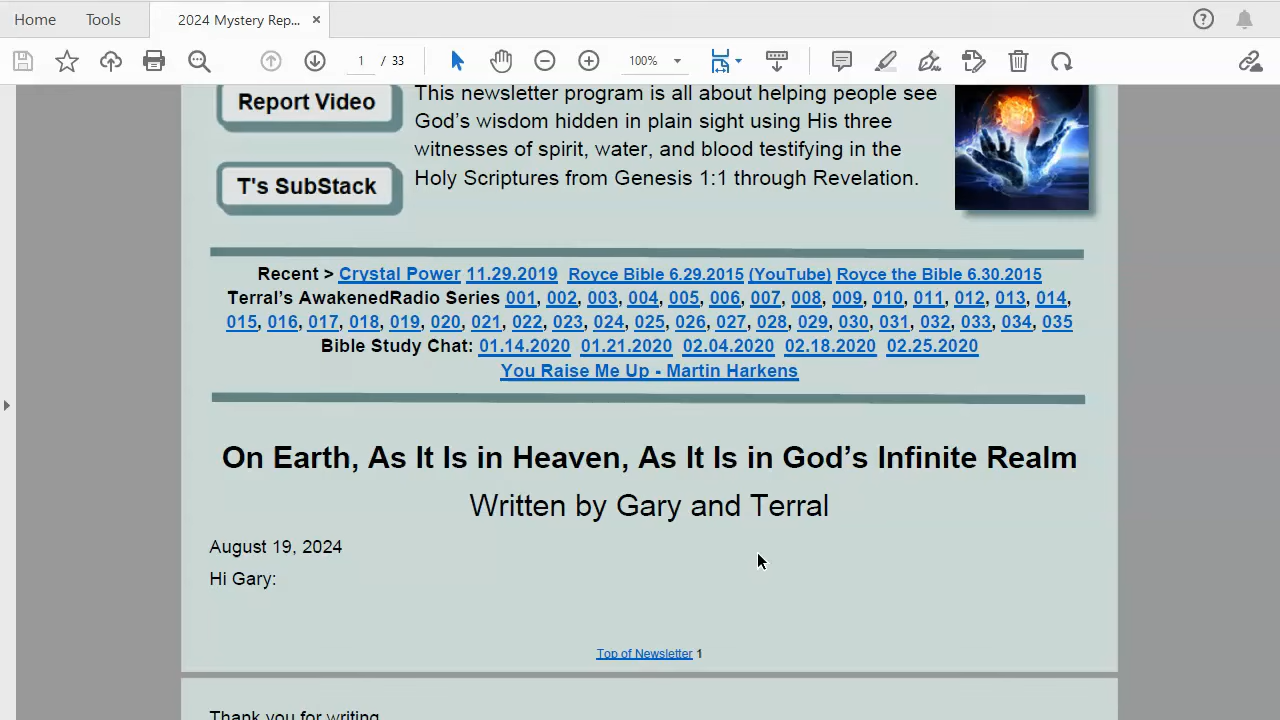 Home Tools 2024 Mystery Rep... ×
1 / 33 100%
Report Video
T's SubStack
This newsletter program is all about helping people see
God’s wisdom hidden in plain sight using His three
witnesses of spirit, water, and blood testifying in the
Holy Scriptures from Genesis 1:1 through Revelation.
Recent > Crystal Power 11.29.2019 Royce Bible 6.29.2015 (YouTube) Royce the Bible 6.30.2015
Terral’s AwakenedRadio Series 001, 002, 003, 004, 005, 006, 007, 008, 009, 010, 011, 012, 013, 014,
015, 016, 017, 018, 019, 020, 021, 022, 023, 024, 025, 026, 027, 028, 029, 030, 031, 032, 033, 034, 035
Bible Study Chat: 01.14.2020 01.21.2020 02.04.2020 02.18.2020 02.25.2020
You Raise Me Up - Martin Harkens
On Earth, As It Is in Heaven, As It Is in God’s Infinite Realm
Written by Gary and Terral
August 19, 2024
Hi Gary:
Top of Newsletter 1
Thank you for writing